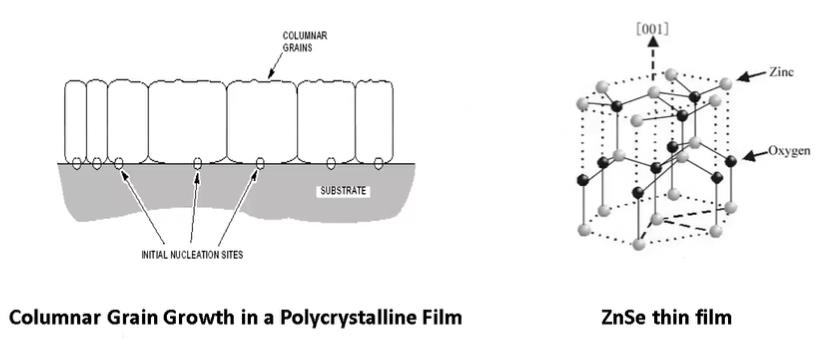 COLUMNAR
GRAINS
SUBSTRATE
INITIAL NUCLEATION SITES
Columnar Grain Growth in a Polycrystalline Film
[001]
Zinc
Oxygen
ZnSe thin film